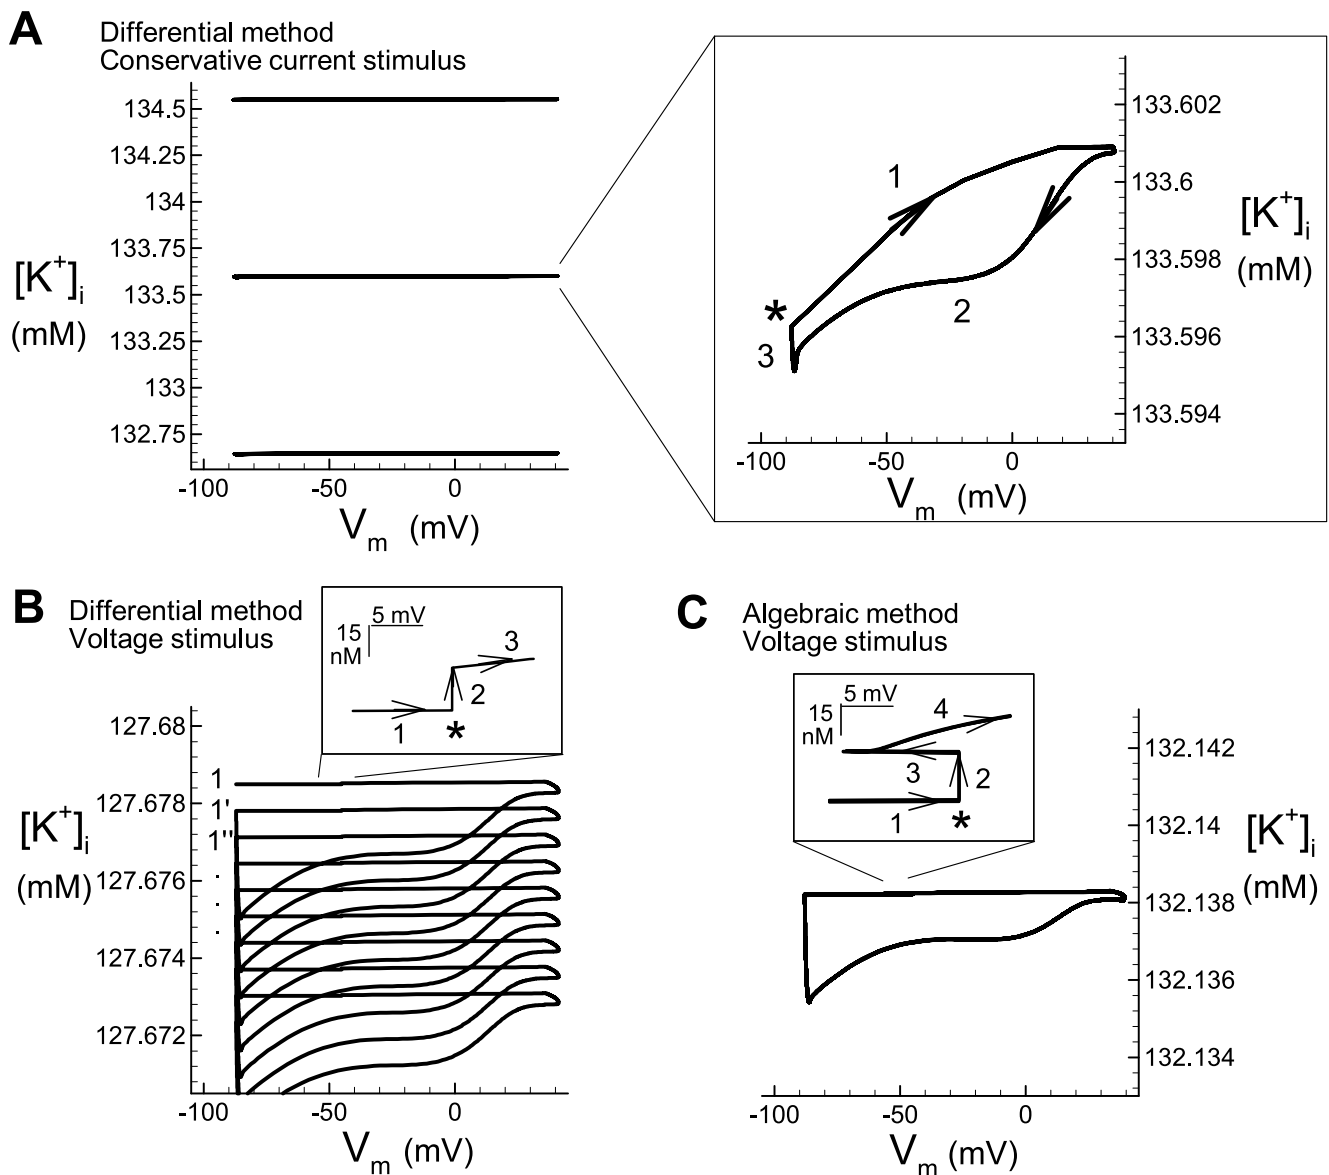 A
Differential method
Conservative current stimulus
134.5
134.25
134
133.75
133.5
133.25
133
132.75
[K+]i
(mM)
-100
-50
0
Vm (mV)
133.602
133.6
133.598
133.596
133.594
[K+]i
(mM)
1
2
*
3
-100
-50
0
Vm (mV)
B
Differential method
Voltage stimulus
5 mV
15
nM
3
2
1
*
127.68
127.678
127.676
127.674
127.672
[K+]i
(mM)
1
1'
1''
.
.
.
-100
-50
0
Vm (mV)
C
Algebraic method
Voltage stimulus
5 mV
15
nM
4
3
2
1
*
132.142
132.14
132.138
132.136
132.134
[K+]i
(mM)
-100
-50
0
Vm (mV)